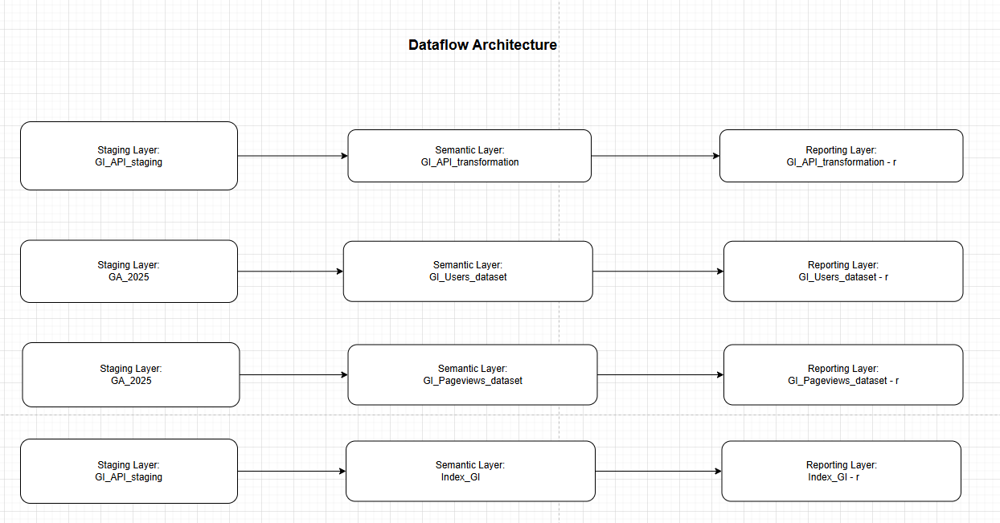 Dataflow Architecture
Staging Layer:
GI_API_staging
Semantic Layer:
GI_API_transformation
Reporting Layer:
GI_API_transformation - r
Staging Layer:
GA_2025
Semantic Layer:
GI_Users_dataset
Reporting Layer:
GI_Users_dataset - r
Staging Layer:
GA_2025
Semantic Layer:
GI_Pageviews_dataset
Reporting Layer:
GI_Pageviews_dataset - r
Staging Layer:
GI_API_staging
Semantic Layer:
Index_GI
Reporting Layer:
Index_GI - r